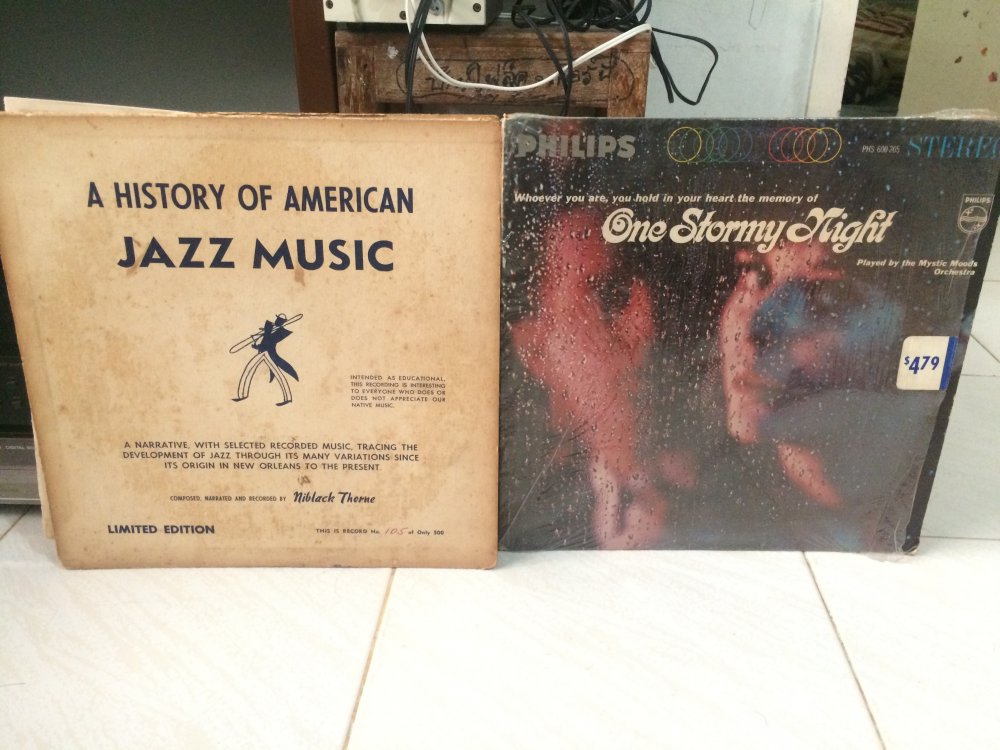 A HISTORY OF AMERICAN
JAZZ MUSIC
INTENDED AS EDUCATIONAL,
THIS RECORDING IS INTERESTING
TO EVERYONE WHO DOES OR
DOES NOT APPRECIATE OUR
NATIVE MUSIC.
A NARRATIVE, WITH SELECTED RECORDED MUSIC, TRACING THE
DEVELOPMENT OF JAZZ THROUGH ITS MANY VARIATIONS SINCE
ITS ORIGIN IN NEW ORLEANS TO THE PRESENT
COMPOSED, NARRATED AND RECORDED BY Niblack Thorne
LIMITED EDITION
THIS IS RECORD No. 105 of Only 500
PHILIPS
PHS 600-205
STEREO
Whoever you are, you hold in your heart the memory of
One Stormy Night
PHILIPS
Played by the Mystic Moods
Orchestra
$4.79